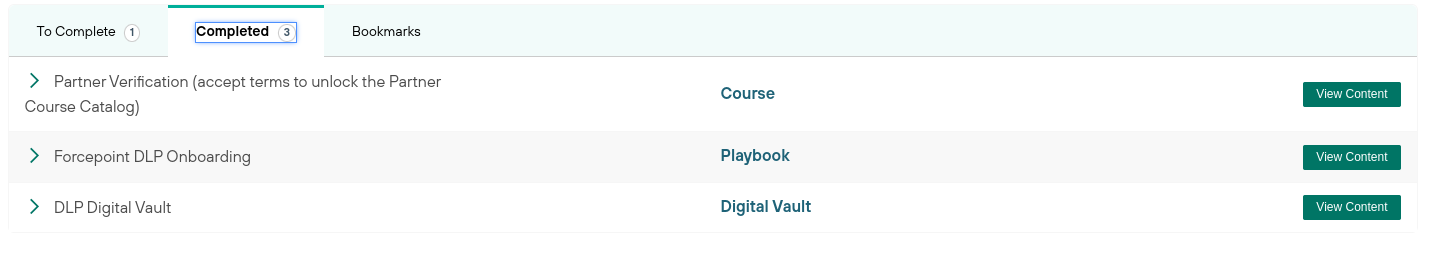 To Complete 1 Completed 3 Bookmarks
Partner Verification (accept terms to unlock the Partner
Course Catalog)
Course
View Content
Forcepoint DLP Onboarding Playbook View Content
DLP Digital Vault Digital Vault View Content